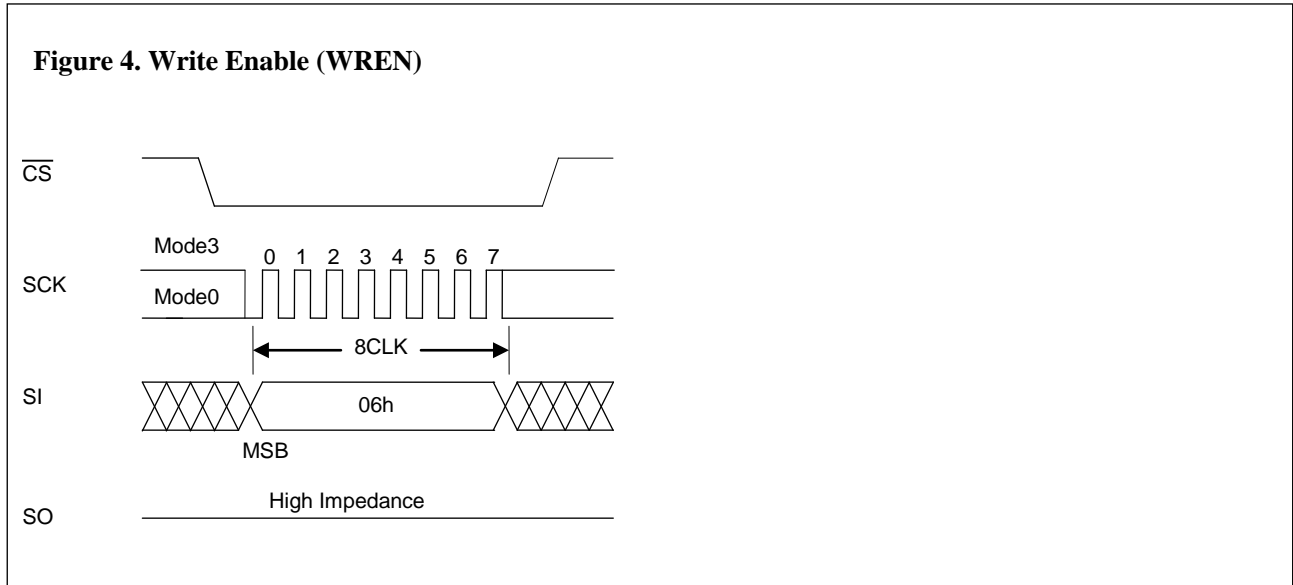 Figure 4. Write Enable (WREN)
CS
Mode3
0 1 2 3 4 5 6 7
SCK
Mode0
8CLK
SI
06h
MSB
High Impedance
SO